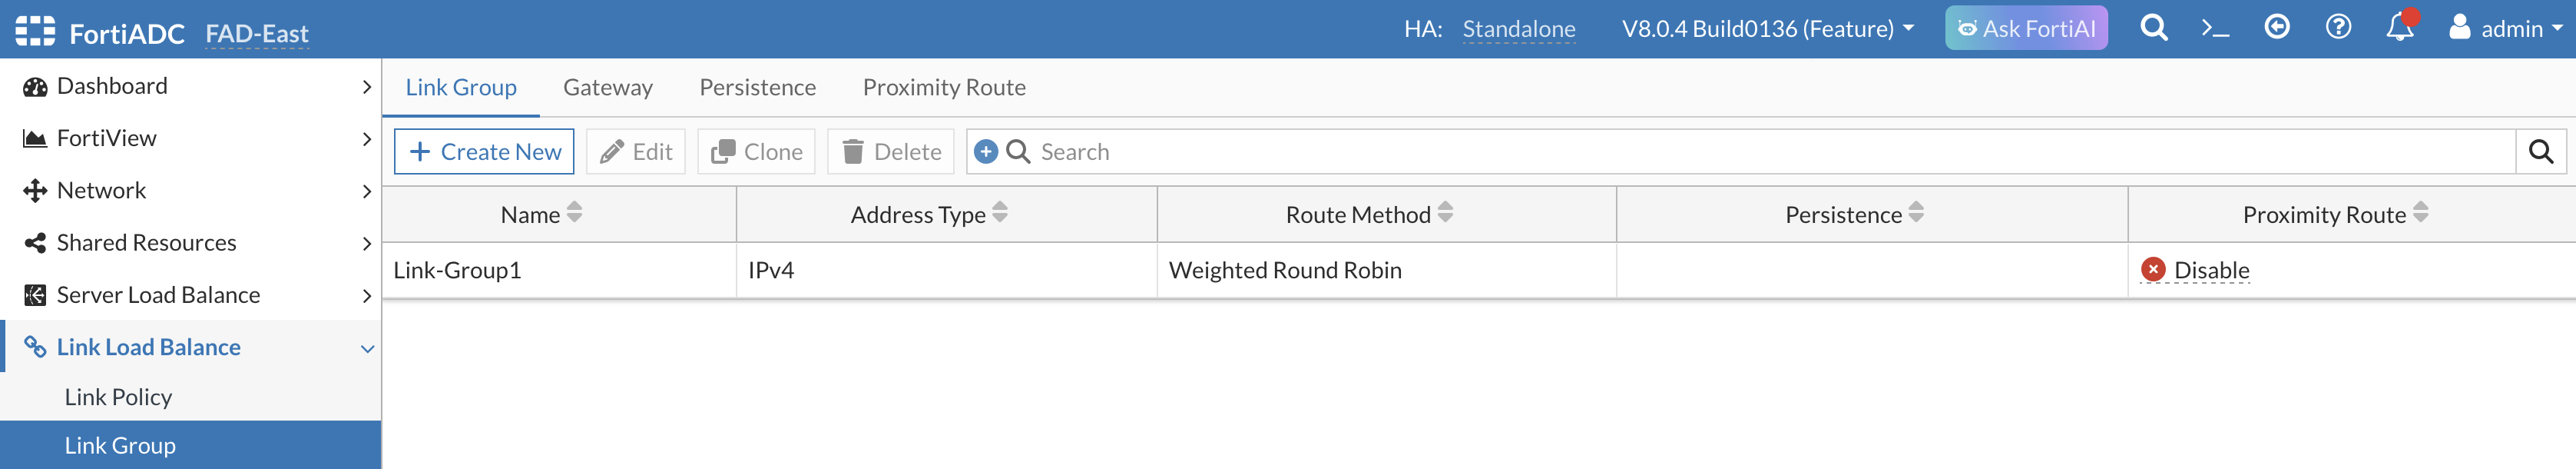 FortiADC FAD-East HA: Standalone V8.0.4 Build0136 (Feature) Ask FortiAI admin
Dashboard
FortiView
Network
Shared Resources
Server Load Balance
Link Load Balance
Link Policy
Link Group
Link Group Gateway Persistence Proximity Route
Create New Edit Clone Delete Search
Name Address Type Route Method Persistence Proximity Route
Link-Group1 IPv4 Weighted Round Robin Disable